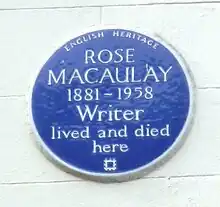 ENGLISH HERITAGE
ROSE
MACAULAY
1881-1958
Writer
lived and died
here